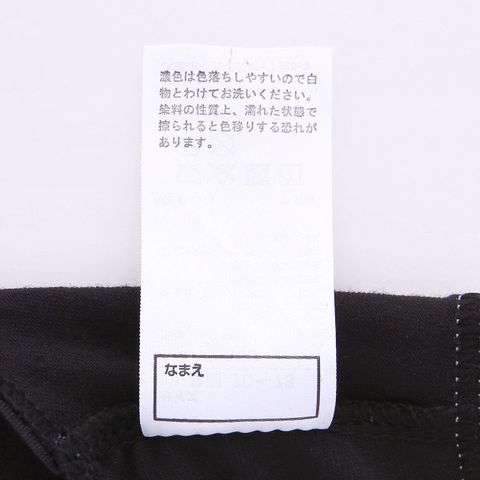 濃色は色落ちしやすいので白
物とわけてお洗いください。
染料の性質上、濡れた状態で
擦られると色移りする恐れが
あります。
なまえ